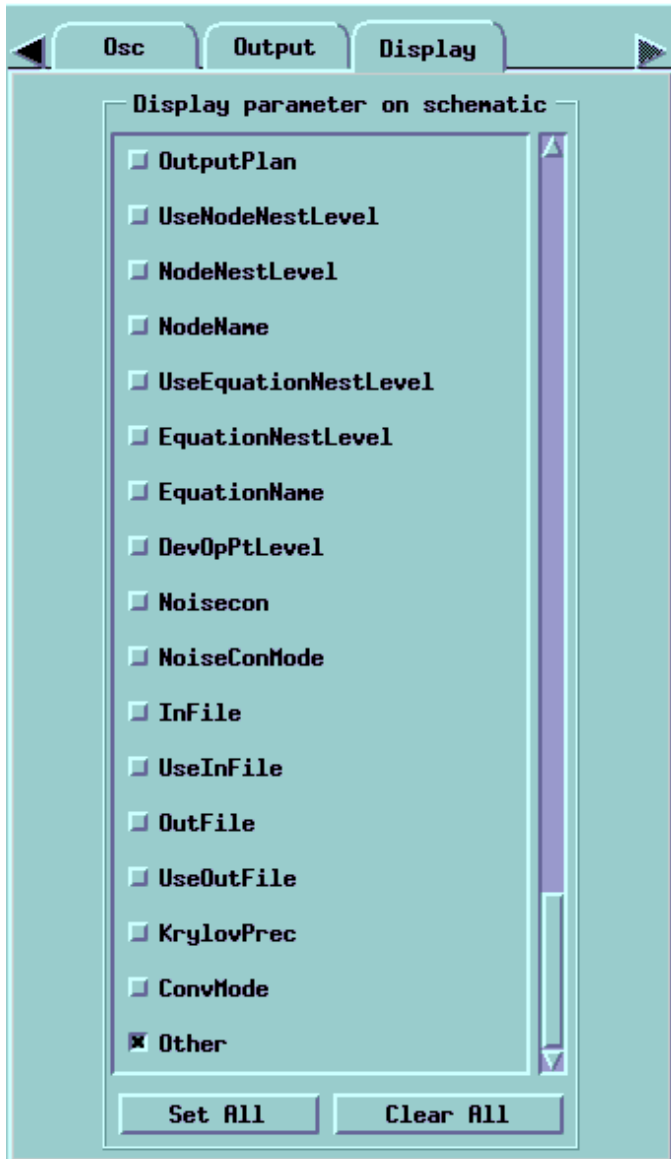 Osc Output Display
Display parameter on schematic
OutputPlan
UseNodeNestLevel
NodeNestLevel
NodeName
UseEquationNestLevel
EquationNestLevel
EquationName
DevOpPtLevel
Noisecon
NoiseConMode
InFile
UseInFile
OutFile
UseOutFile
KrylovPrec
ConvMode
Other
Set All Clear All